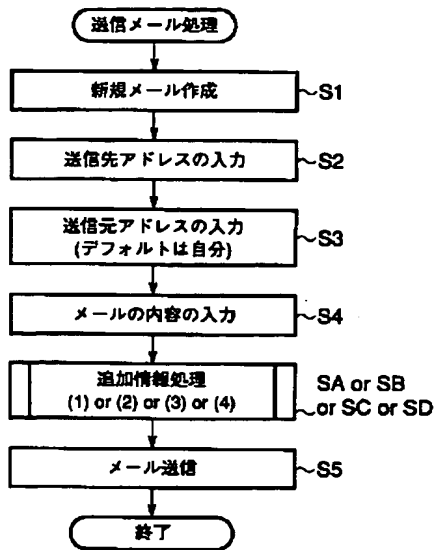 送信メール処理
新規メール作成
~S1
送信先アドレスの入力
~S2
送信元アドレスの入力
(デフォルトは自分)
~S3
メールの内容の入力
~S4
追加情報処理
(1) or (2) or (3) or (4)
SA or SB
or SC or SD
メール送信
~S5
終了